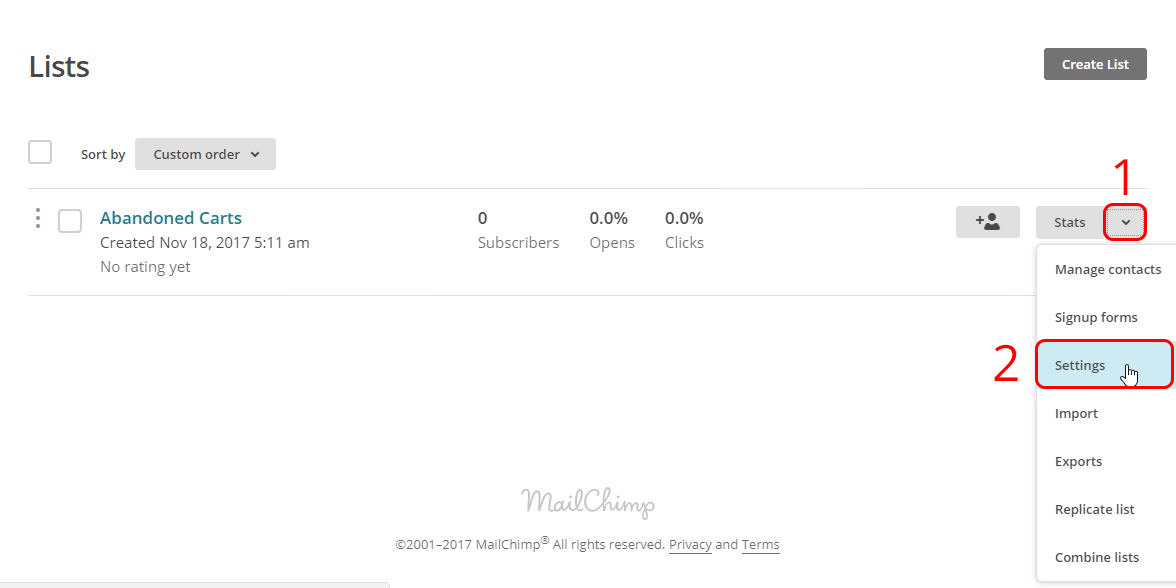 Lists
Create List
Sort by Custom order
1
Abandoned Carts
Created Nov 18, 2017 5:11 am
No rating yet
0
Subscribers
0.0%
Opens
0.0%
Clicks
+
Stats
Manage contacts
Signup forms
2
Settings
Import
Exports
Replicate list
Combine lists
MailChimp
©2001–2017 MailChimp® All rights reserved. Privacy and Terms